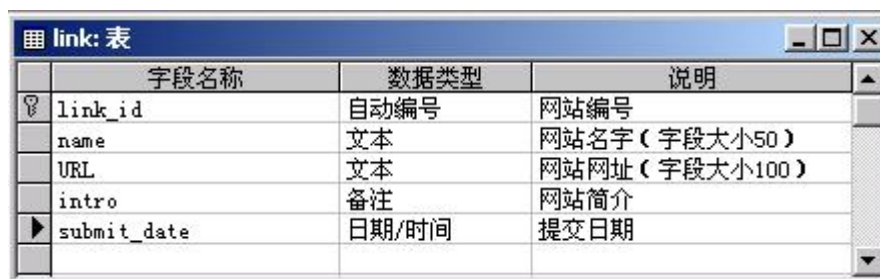 link: 表
字段名称 数据类型 说明
link_id 自动编号 网站编号
name 文本 网站名字(字段大小50)
URL 文本 网站网址(字段大小100)
intro 备注 网站简介
submit_date 日期/时间 提交日期